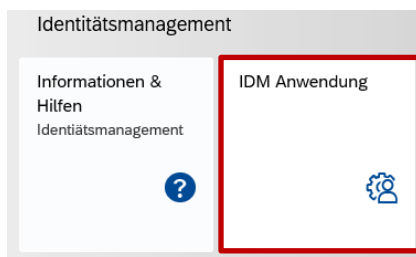 Identitätsmanagement
Informationen &
Hilfen
Identiätsmanagement
IDM Anwendung
?